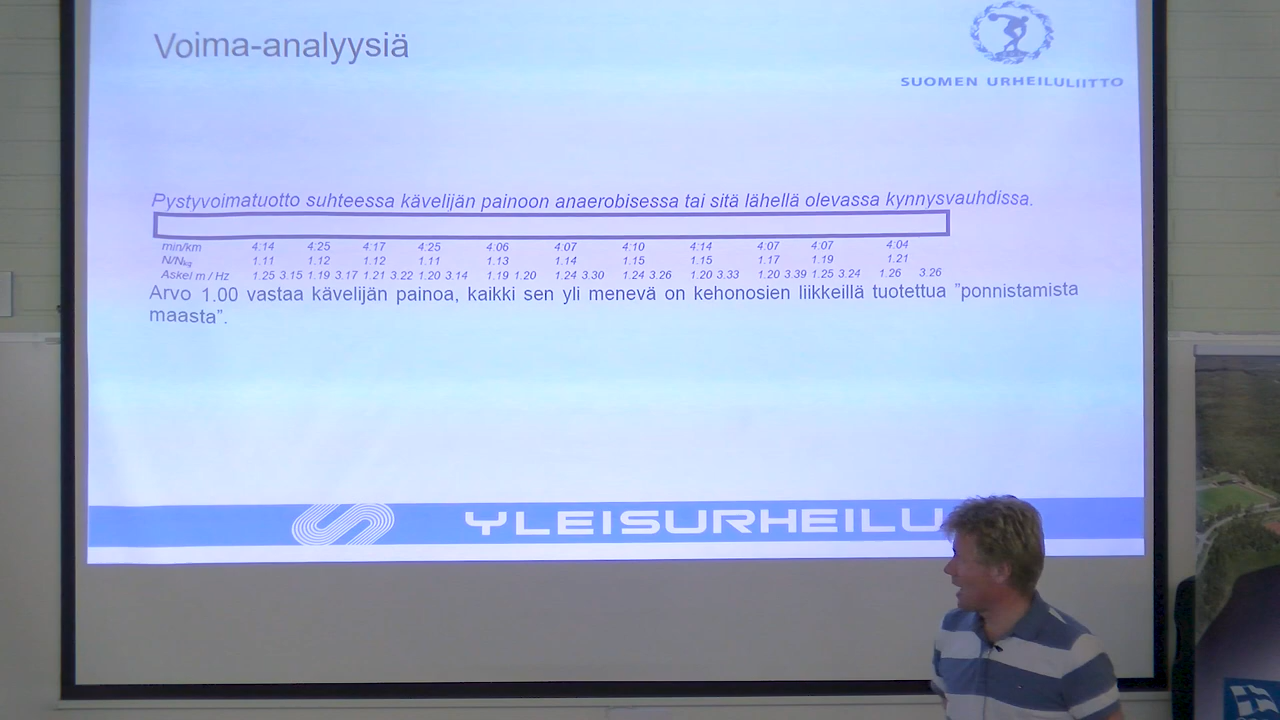 Voima-analyysiä
SUOMEN URHEILULIITTO
Pystyvoimatuotto suhteessa kävelijän painoon anaerobisessa tai sitä lähellä olevassa kynnysvauhdissa.
min/km 4:14 4:25 4:17 4:25 4:06 4:07 4:10 4:14 4:07 4:07 4:04
N/Nkg 1.11 1.12 1.12 1.11 1.13 1.14 1.15 1.15 1.17 1.19 1.21
Askel m / Hz 1.25 3.15 1.19 3.17 1.21 3.22 1.20 3.14 1.19 1.20 1.24 3.30 1.24 3.26 1.20 3.33 1.20 3.39 1.25 3.24 1.26 3.26
Arvo 1.00 vastaa kävelijän painoa, kaikki sen yli menevä on kehonosien liikkeillä tuotettua ”ponnistamista
maasta”.
YLEISURHEILU